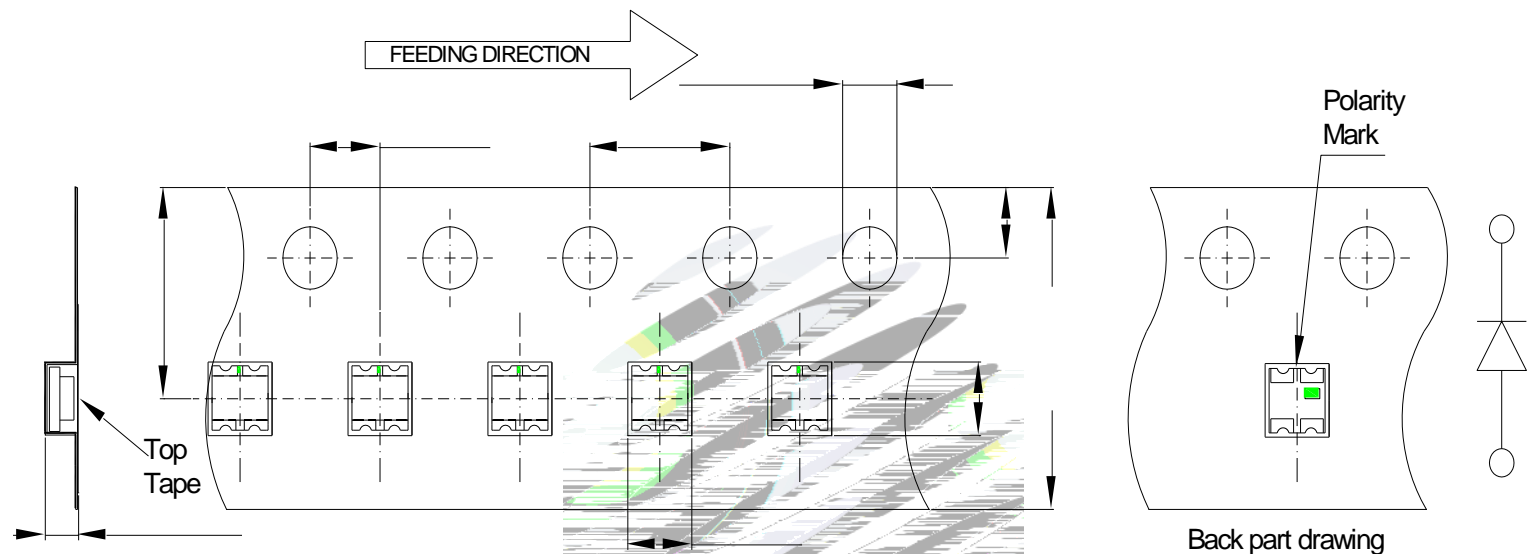 FEEDING DIRECTION
Polarity
Mark
Top
Tape
Back part drawing